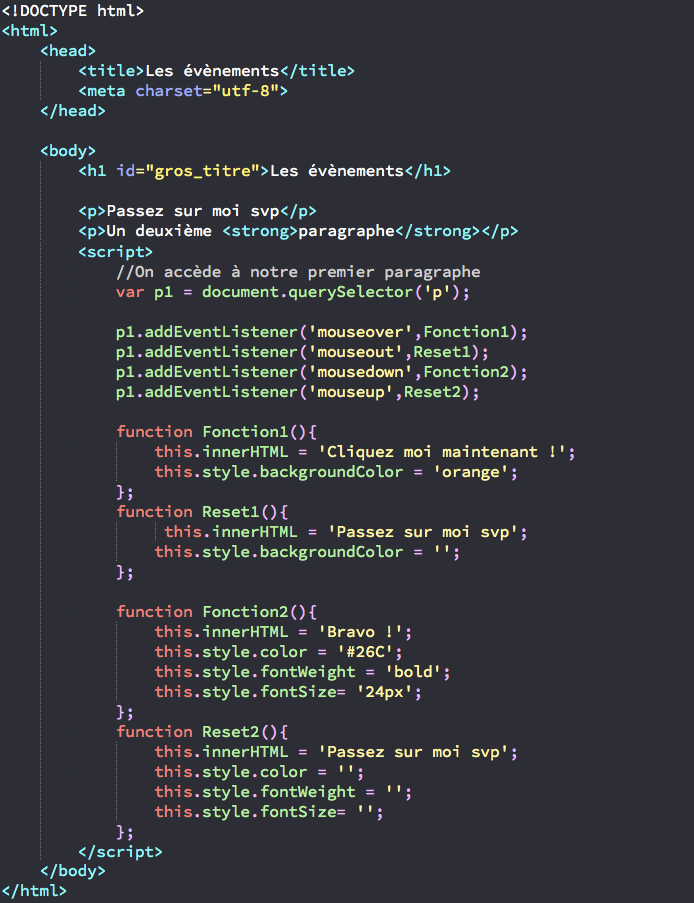 <!DOCTYPE html>
<html>
    <head>
        <title>Les évènements</title>
        <meta charset="utf-8">
    </head>

    <body>
        <h1 id="gros_titre">Les évènements</h1>

        <p>Passez sur moi svp</p>
        <p>Un deuxième <strong>paragraphe</strong></p>
        <script>
            //On accède à notre premier paragraphe
            var p1 = document.querySelector('p');

            p1.addEventListener('mouseover',Fonction1);
            p1.addEventListener('mouseout',Reset1);
            p1.addEventListener('mousedown',Fonction2);
            p1.addEventListener('mouseup',Reset2);

            function Fonction1(){
                this.innerHTML = 'Cliquez moi maintenant !';
                this.style.backgroundColor = 'orange';
            };
            function Reset1(){
                 this.innerHTML = 'Passez sur moi svp';
                this.style.backgroundColor = '';
            };

            function Fonction2(){
                this.innerHTML = 'Bravo !';
                this.style.color = '#26C';
                this.style.fontWeight = 'bold';
                this.style.fontSize= '24px';
            };
            function Reset2(){
                this.innerHTML = 'Passez sur moi svp';
                this.style.color = '';
                this.style.fontWeight = '';
                this.style.fontSize= '';
            };
        </script>
    </body>
</html>